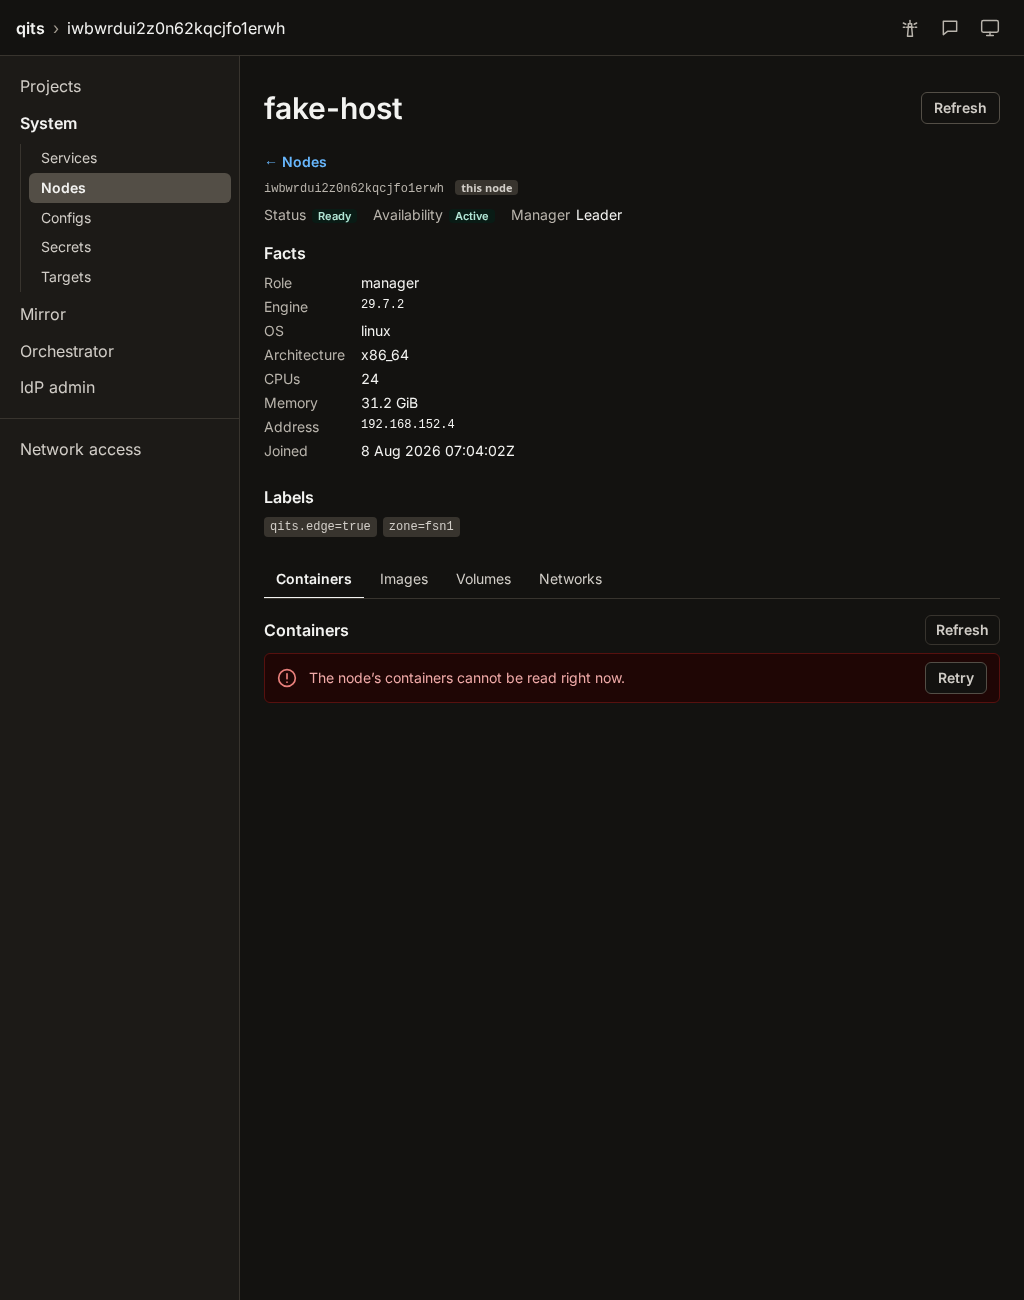 qits › iwbwrdui2z0n62kqcjfo1erwh
Projects
System
Services
Nodes
Configs
Secrets
Targets
Mirror
Orchestrator
IdP admin
Network access
fake-host
Refresh
← Nodes
iwbwrdui2z0n62kqcjfo1erwh this node
Status Ready Availability Active Manager Leader
Facts
Role manager
Engine 29.7.2
OS linux
Architecture x86_64
CPUs 24
Memory 31.2 GiB
Address 192.168.152.4
Joined 8 Aug 2026 07:04:02Z
Labels
qits.edge=true zone=fsn1
Containers Images Volumes Networks
Containers
Refresh
The node’s containers cannot be read right now.
Retry